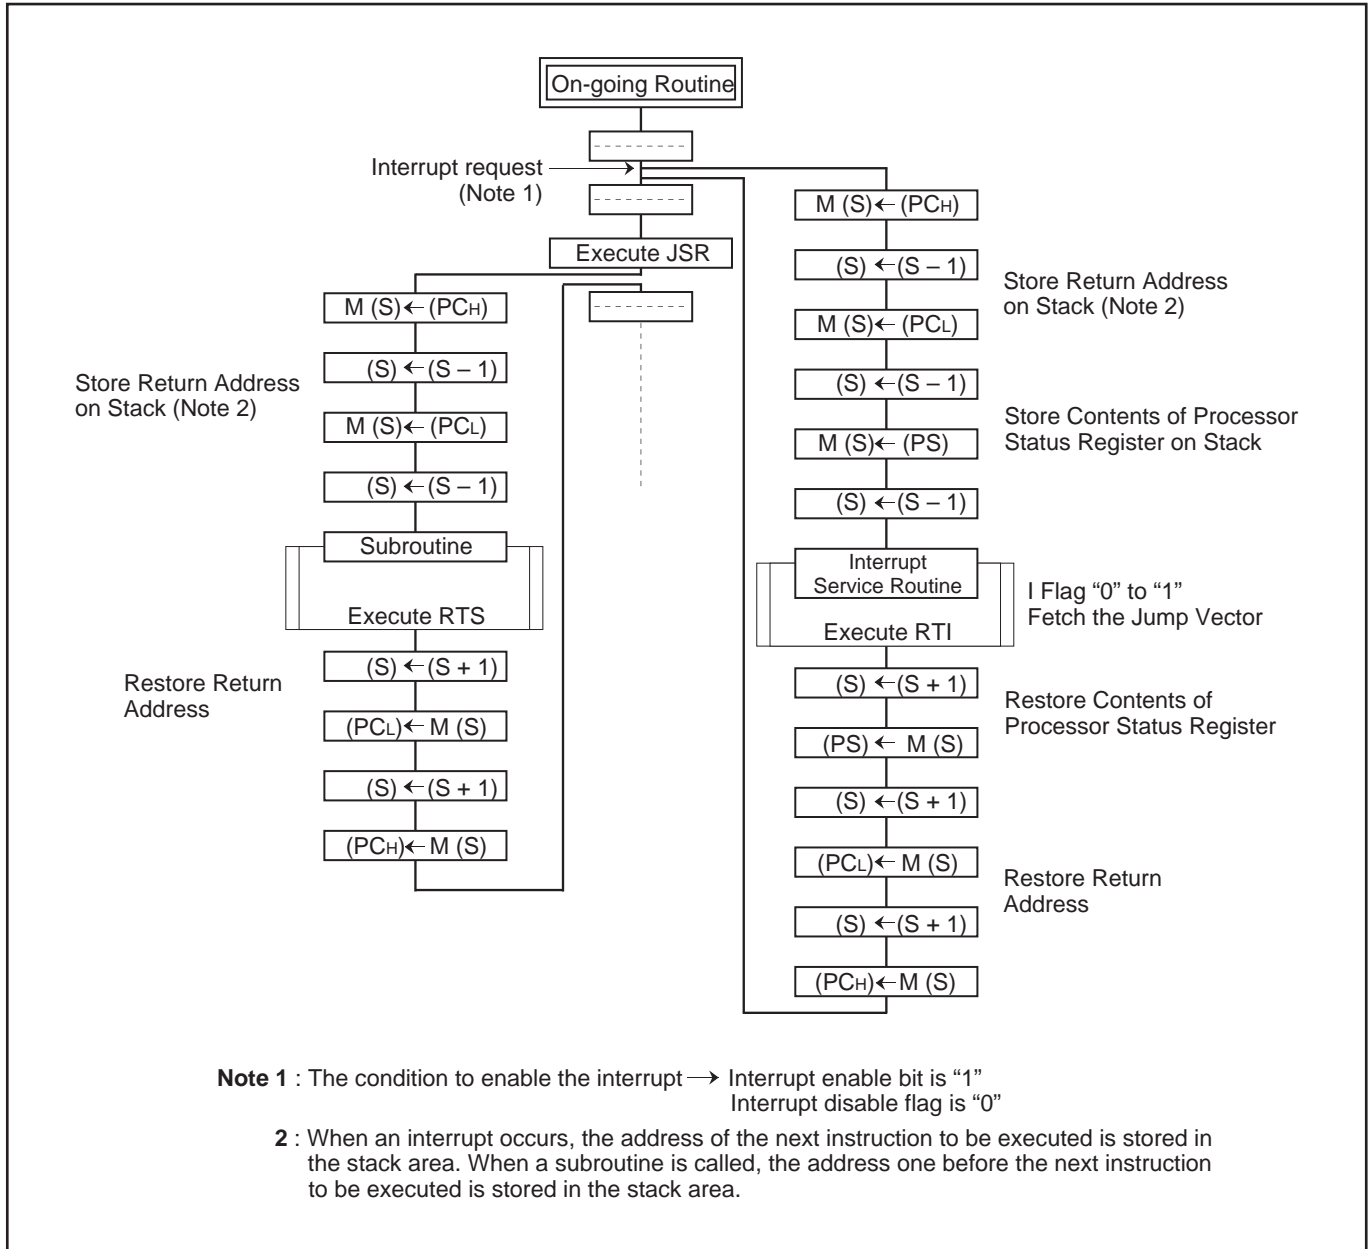 On-going Routine
Interrupt request
(Note 1)
Execute JSR
M (S) ← (PCH)
(S) ← (S – 1)
M (S) ← (PCL)
(S) ← (S – 1)
Store Return Address
on Stack (Note 2)
Subroutine
Execute RTS
(S) ← (S + 1)
(PCL) ← M (S)
(S) ← (S + 1)
(PCH) ← M (S)
Restore Return
Address
M (S) ← (PCH)
(S) ← (S – 1)
M (S) ← (PCL)
(S) ← (S – 1)
M (S) ← (PS)
(S) ← (S – 1)
Store Return Address
on Stack (Note 2)
Store Contents of Processor
Status Register on Stack
Interrupt
Service Routine
Execute RTI
I Flag “0” to “1”
Fetch the Jump Vector
(S) ← (S + 1)
(PS) ← M (S)
(S) ← (S + 1)
(PCL) ← M (S)
(S) ← (S + 1)
(PCH) ← M (S)
Restore Contents of
Processor Status Register
Restore Return
Address
Note 1 : The condition to enable the interrupt → Interrupt enable bit is “1”
Interrupt disable flag is “0”
2 : When an interrupt occurs, the address of the next instruction to be executed is stored in
the stack area. When a subroutine is called, the address one before the next instruction
to be executed is stored in the stack area.